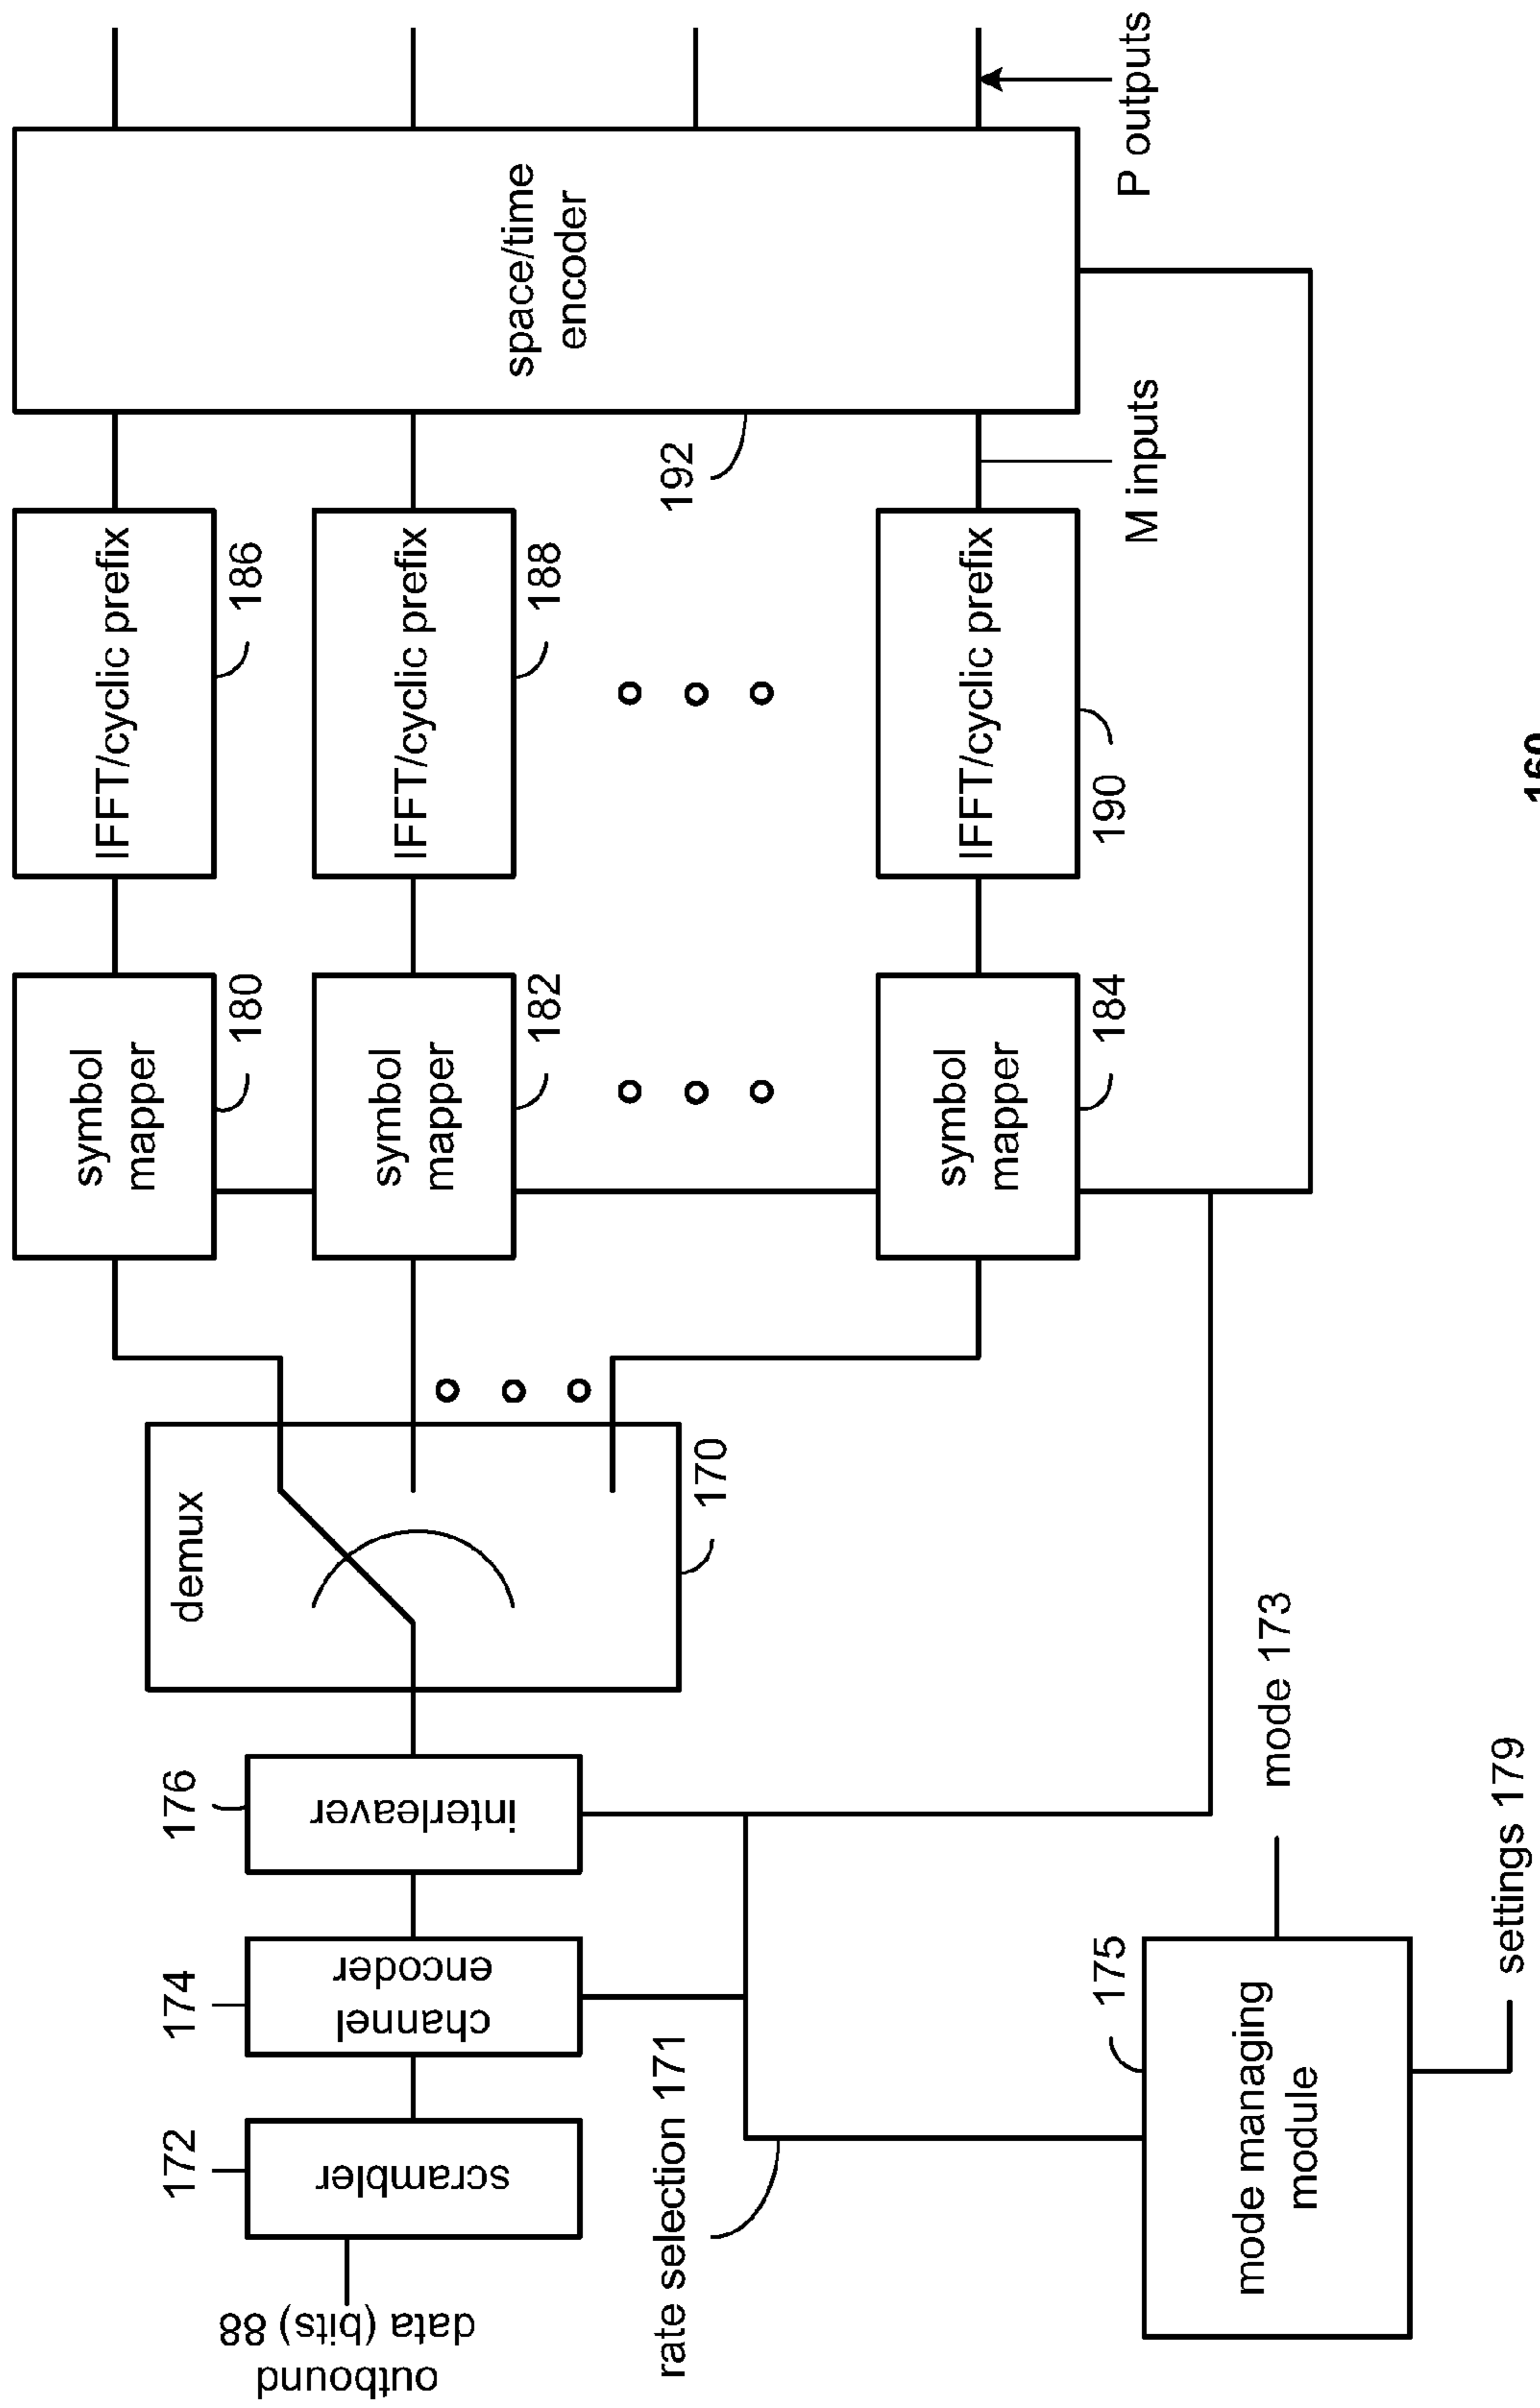 outbound
data (bits) 88
172
scrambler
174
channel
encoder
176
interleaver
demux
170
symbol
mapper
180
symbol
mapper
182
symbol
mapper
184
IFFT/cyclic prefix
186
IFFT/cyclic prefix
188
IFFT/cyclic prefix
190
192
space/time
encoder
M inputs
P outputs
rate selection 171
175
mode managing
module
mode 173
settings 179
160